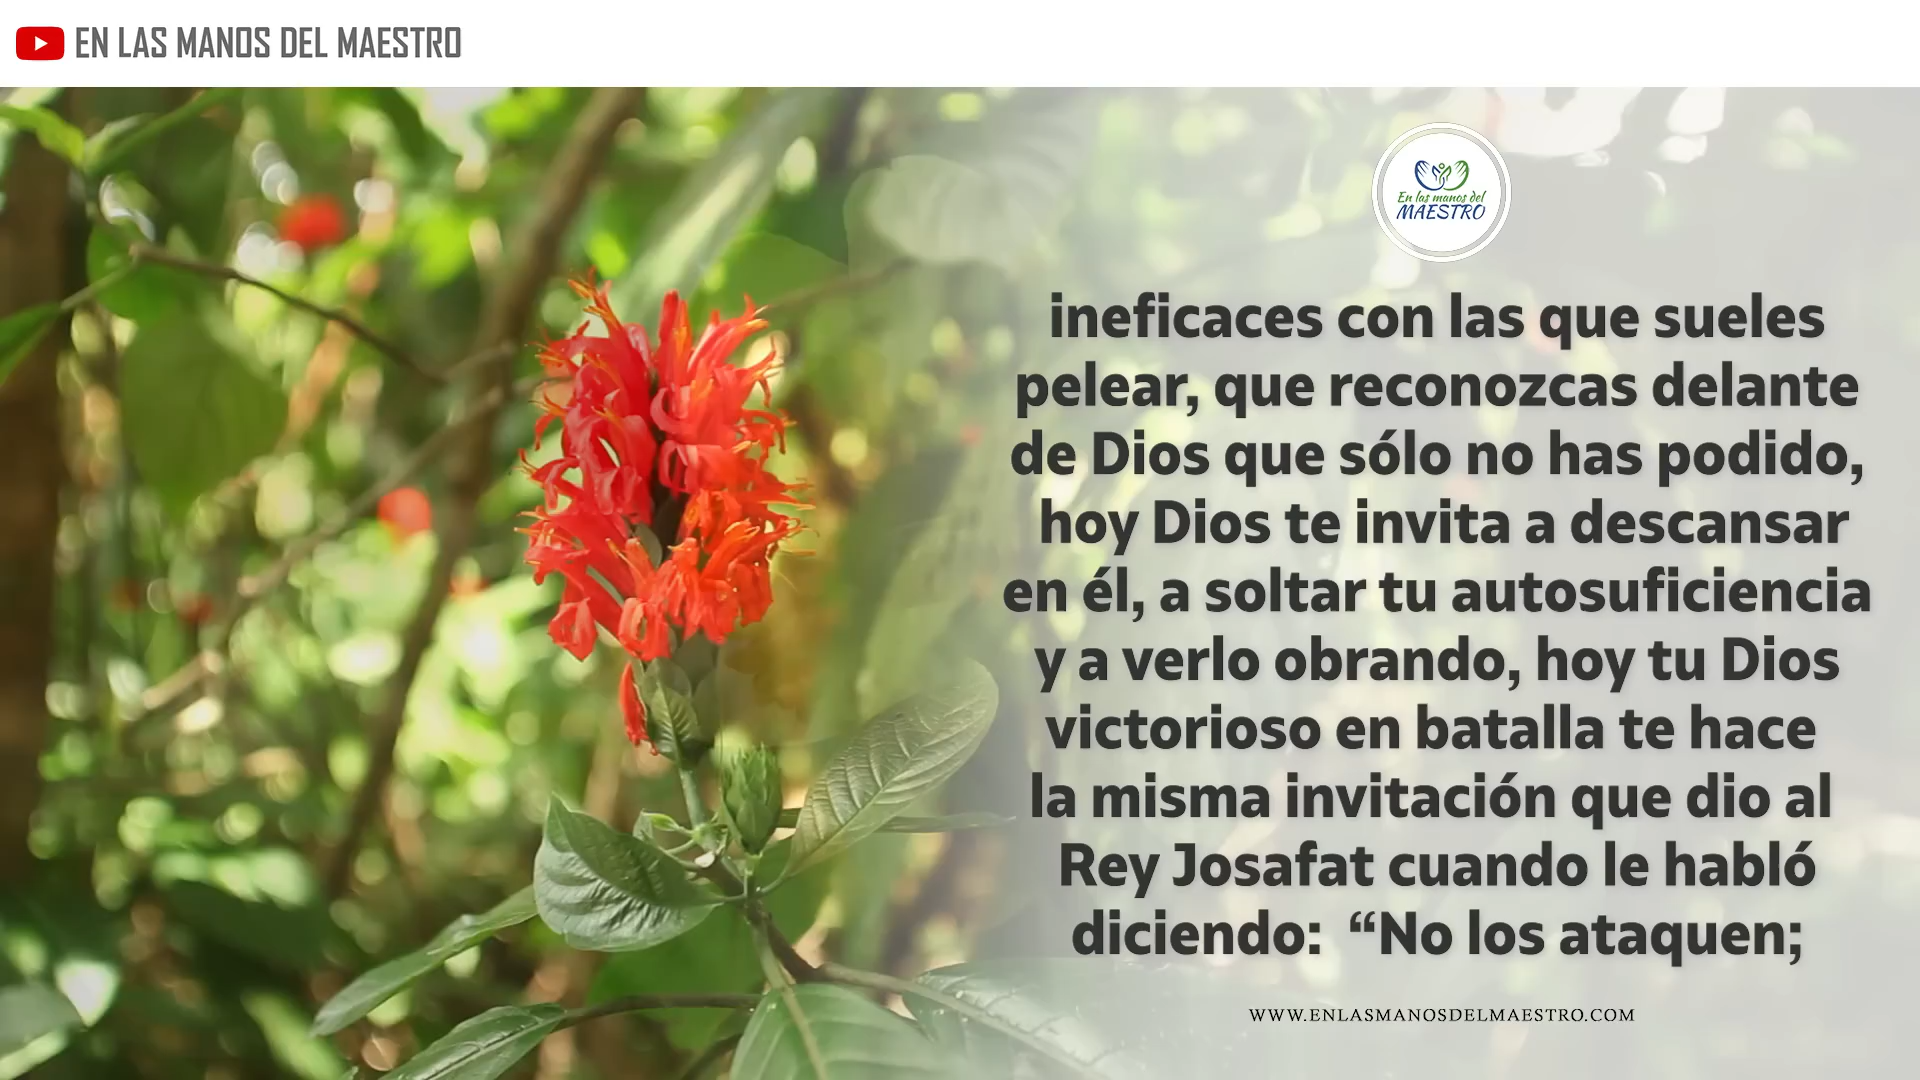 EN LAS MANOS DEL MAESTRO
En las manos del
MAESTRO
ineficaces con las que sueles
pelear, que reconozcas delante
de Dios que sólo no has podido,
hoy Dios te invita a descansar
en él, a soltar tu autosuficiencia
y a verlo obrando, hoy tu Dios
victorioso en batalla te hace
la misma invitación que dio al
Rey Josafat cuando le habló
diciendo: “No los ataquen;
WWW.ENLASMANOSDELMAESTRO.COM